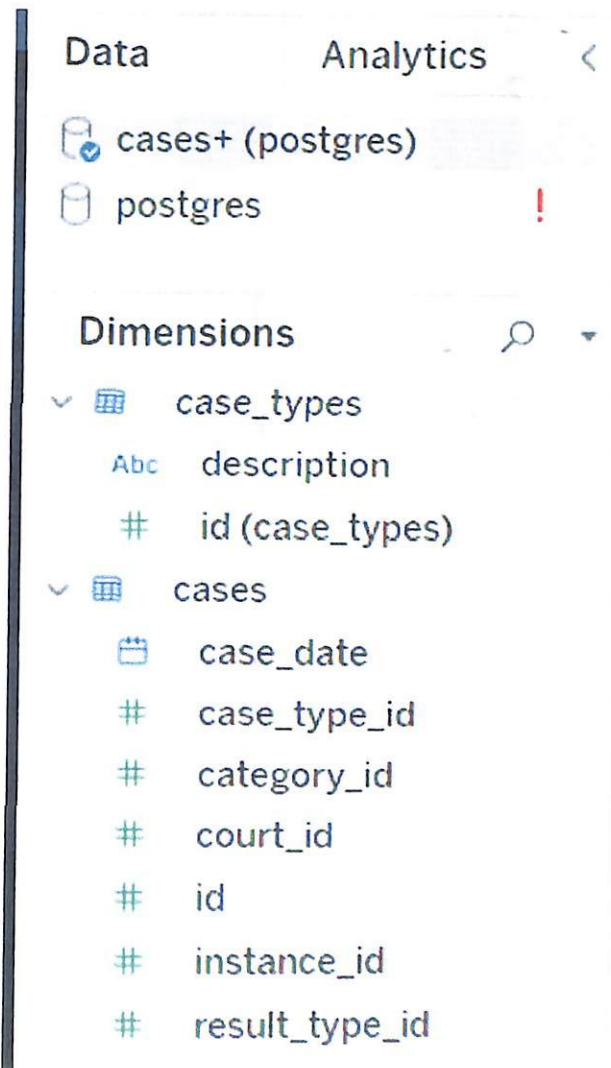 Data Analytics <
cases+ (postgres)
postgres !
Dimensions
case_types
Abc description
# id (case_types)
cases
case_date
# case_type_id
# category_id
# court_id
# id
# instance_id
# result_type_id